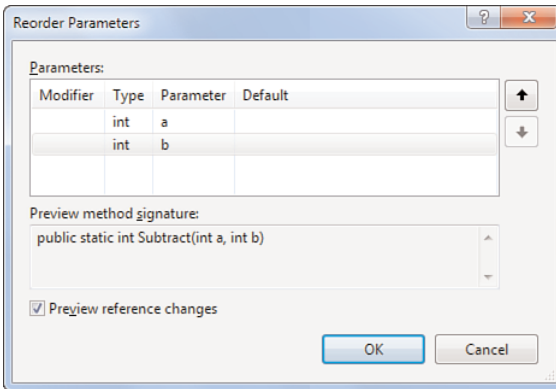 Reorder Parameters
Parameters:
Modifier Type Parameter Default
int a
int b
Preview method signature:
public static int Subtract(int a, int b)
Preview reference changes
OK Cancel